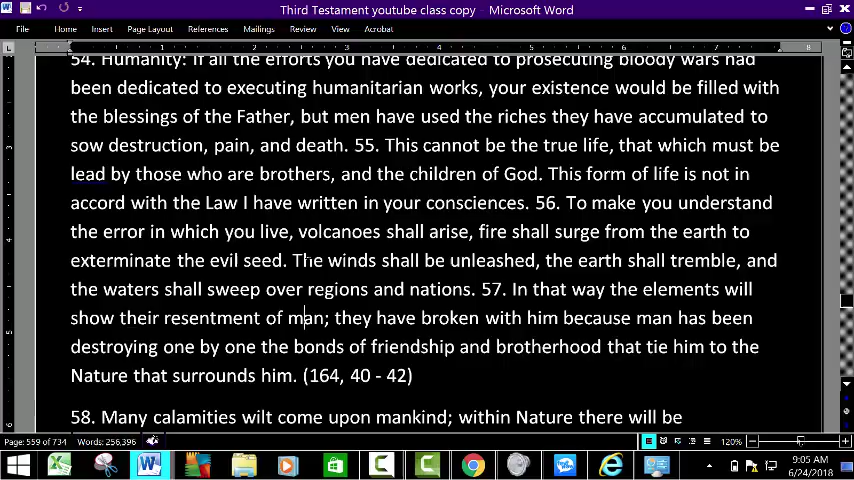 Third Testament youtube class copy - Microsoft Word
File Home Insert Page Layout References Mailings Review View Acrobat
1 2 3 4 5 6 7 8
54. Humanity: If all the efforts you have dedicated to prosecuting bloody wars had
been dedicated to executing humanitarian works, your existence would be filled with
the blessings of the Father, but men have used the riches they have accumulated to
sow destruction, pain, and death. 55. This cannot be the true life, that which must be
lead by those who are brothers, and the children of God. This form of life is not in
accord with the Law I have written in your consciences. 56. To make you understand
the error in which you live, volcanoes shall arise, fire shall surge from the earth to
exterminate the evil seed. The winds shall be unleashed, the earth shall tremble, and
the waters shall sweep over regions and nations. 57. In that way the elements will
show their resentment of man; they have broken with him because man has been
destroying one by one the bonds of friendship and brotherhood that tie him to the
Nature that surrounds him. (164, 40 - 42)
58. Many calamities wilt come upon mankind; within Nature there will be
Page: 559 of 734 Words: 256,396 120%
9:05 AM
6/24/2018